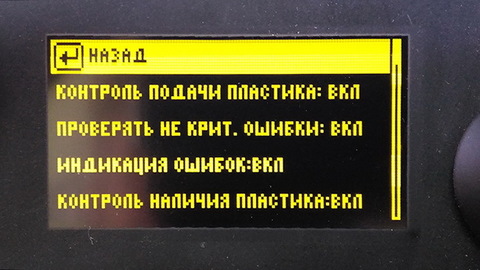 НАЗАД
КОНТРОЛЬ ПОДАЧИ ПЛАСТИКА: ВКЛ
ПРОВЕРЯТЬ НЕ КРИТ. ОШИБКИ: ВКЛ
ИНДИКАЦИЯ ОШИБОК:ВКЛ
КОНТРОЛЬ НАЛИЧИЯ ПЛАСТИКА:ВКЛ